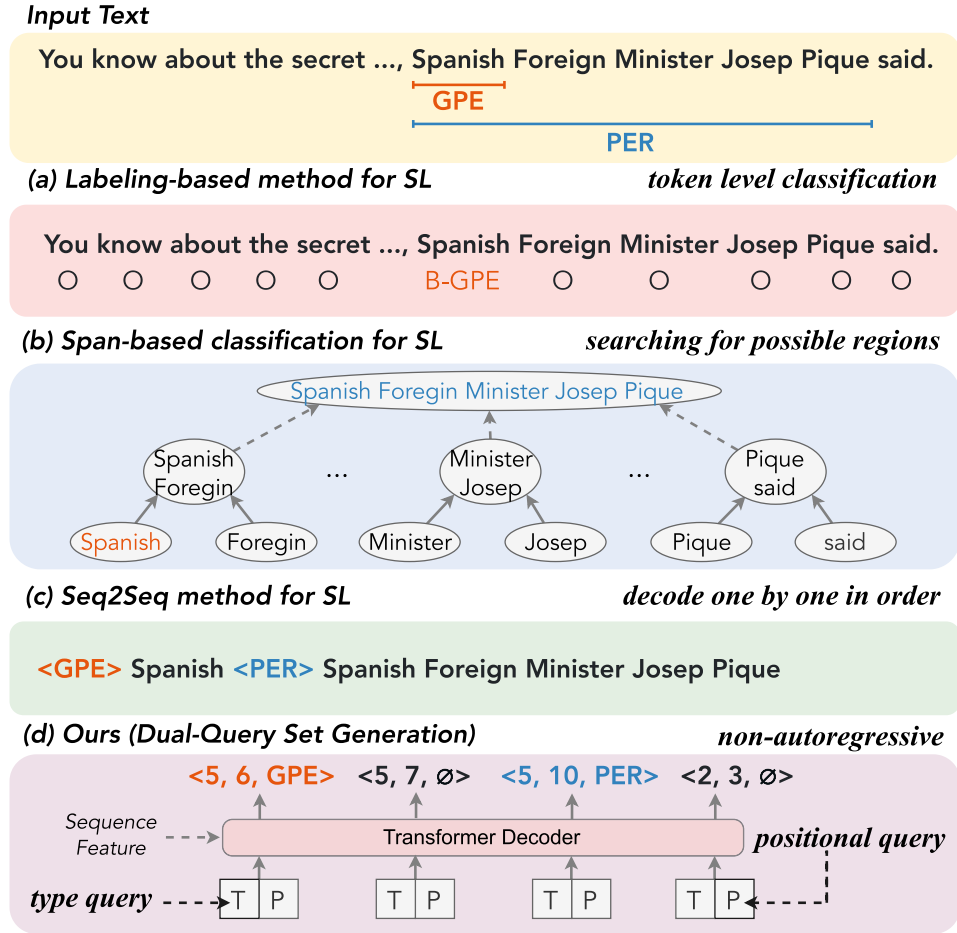 Input Text
You know about the secret ..., Spanish Foreign Minister Josep Pique said.
GPE
PER
(a) Labeling-based method for SL token level classification
You know about the secret ..., Spanish Foreign Minister Josep Pique said.
O O O O O B-GPE O O O O O
(b) Span-based classification for SL searching for possible regions
Spanish Foregin Minister Josep Pique
Spanish Foregin ... Minister Josep ... Pique said
Spanish Foregin Minister Josep Pique said
(c) Seq2Seq method for SL decode one by one in order
<GPE> Spanish <PER> Spanish Foreign Minister Josep Pique
(d) Ours (Dual-Query Set Generation) non-autoregressive
<5, 6, GPE> <5, 7, ∅> <5, 10, PER> <2, 3, ∅>
Sequence Feature
Transformer Decoder
positional query
type query
T P T P T P T P